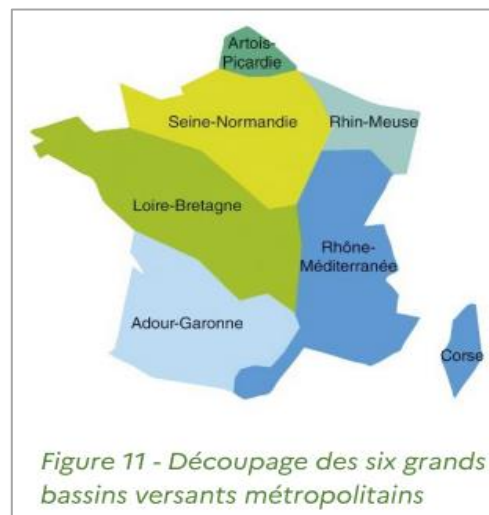 Artois-
Picardie
Seine-Normandie
Rhin-Meuse
Loire-Bretagne
Rhône-
Méditerranée
Adour-Garonne
Corse
Figure 11 - Découpage des six grands
bassins versants métropolitains